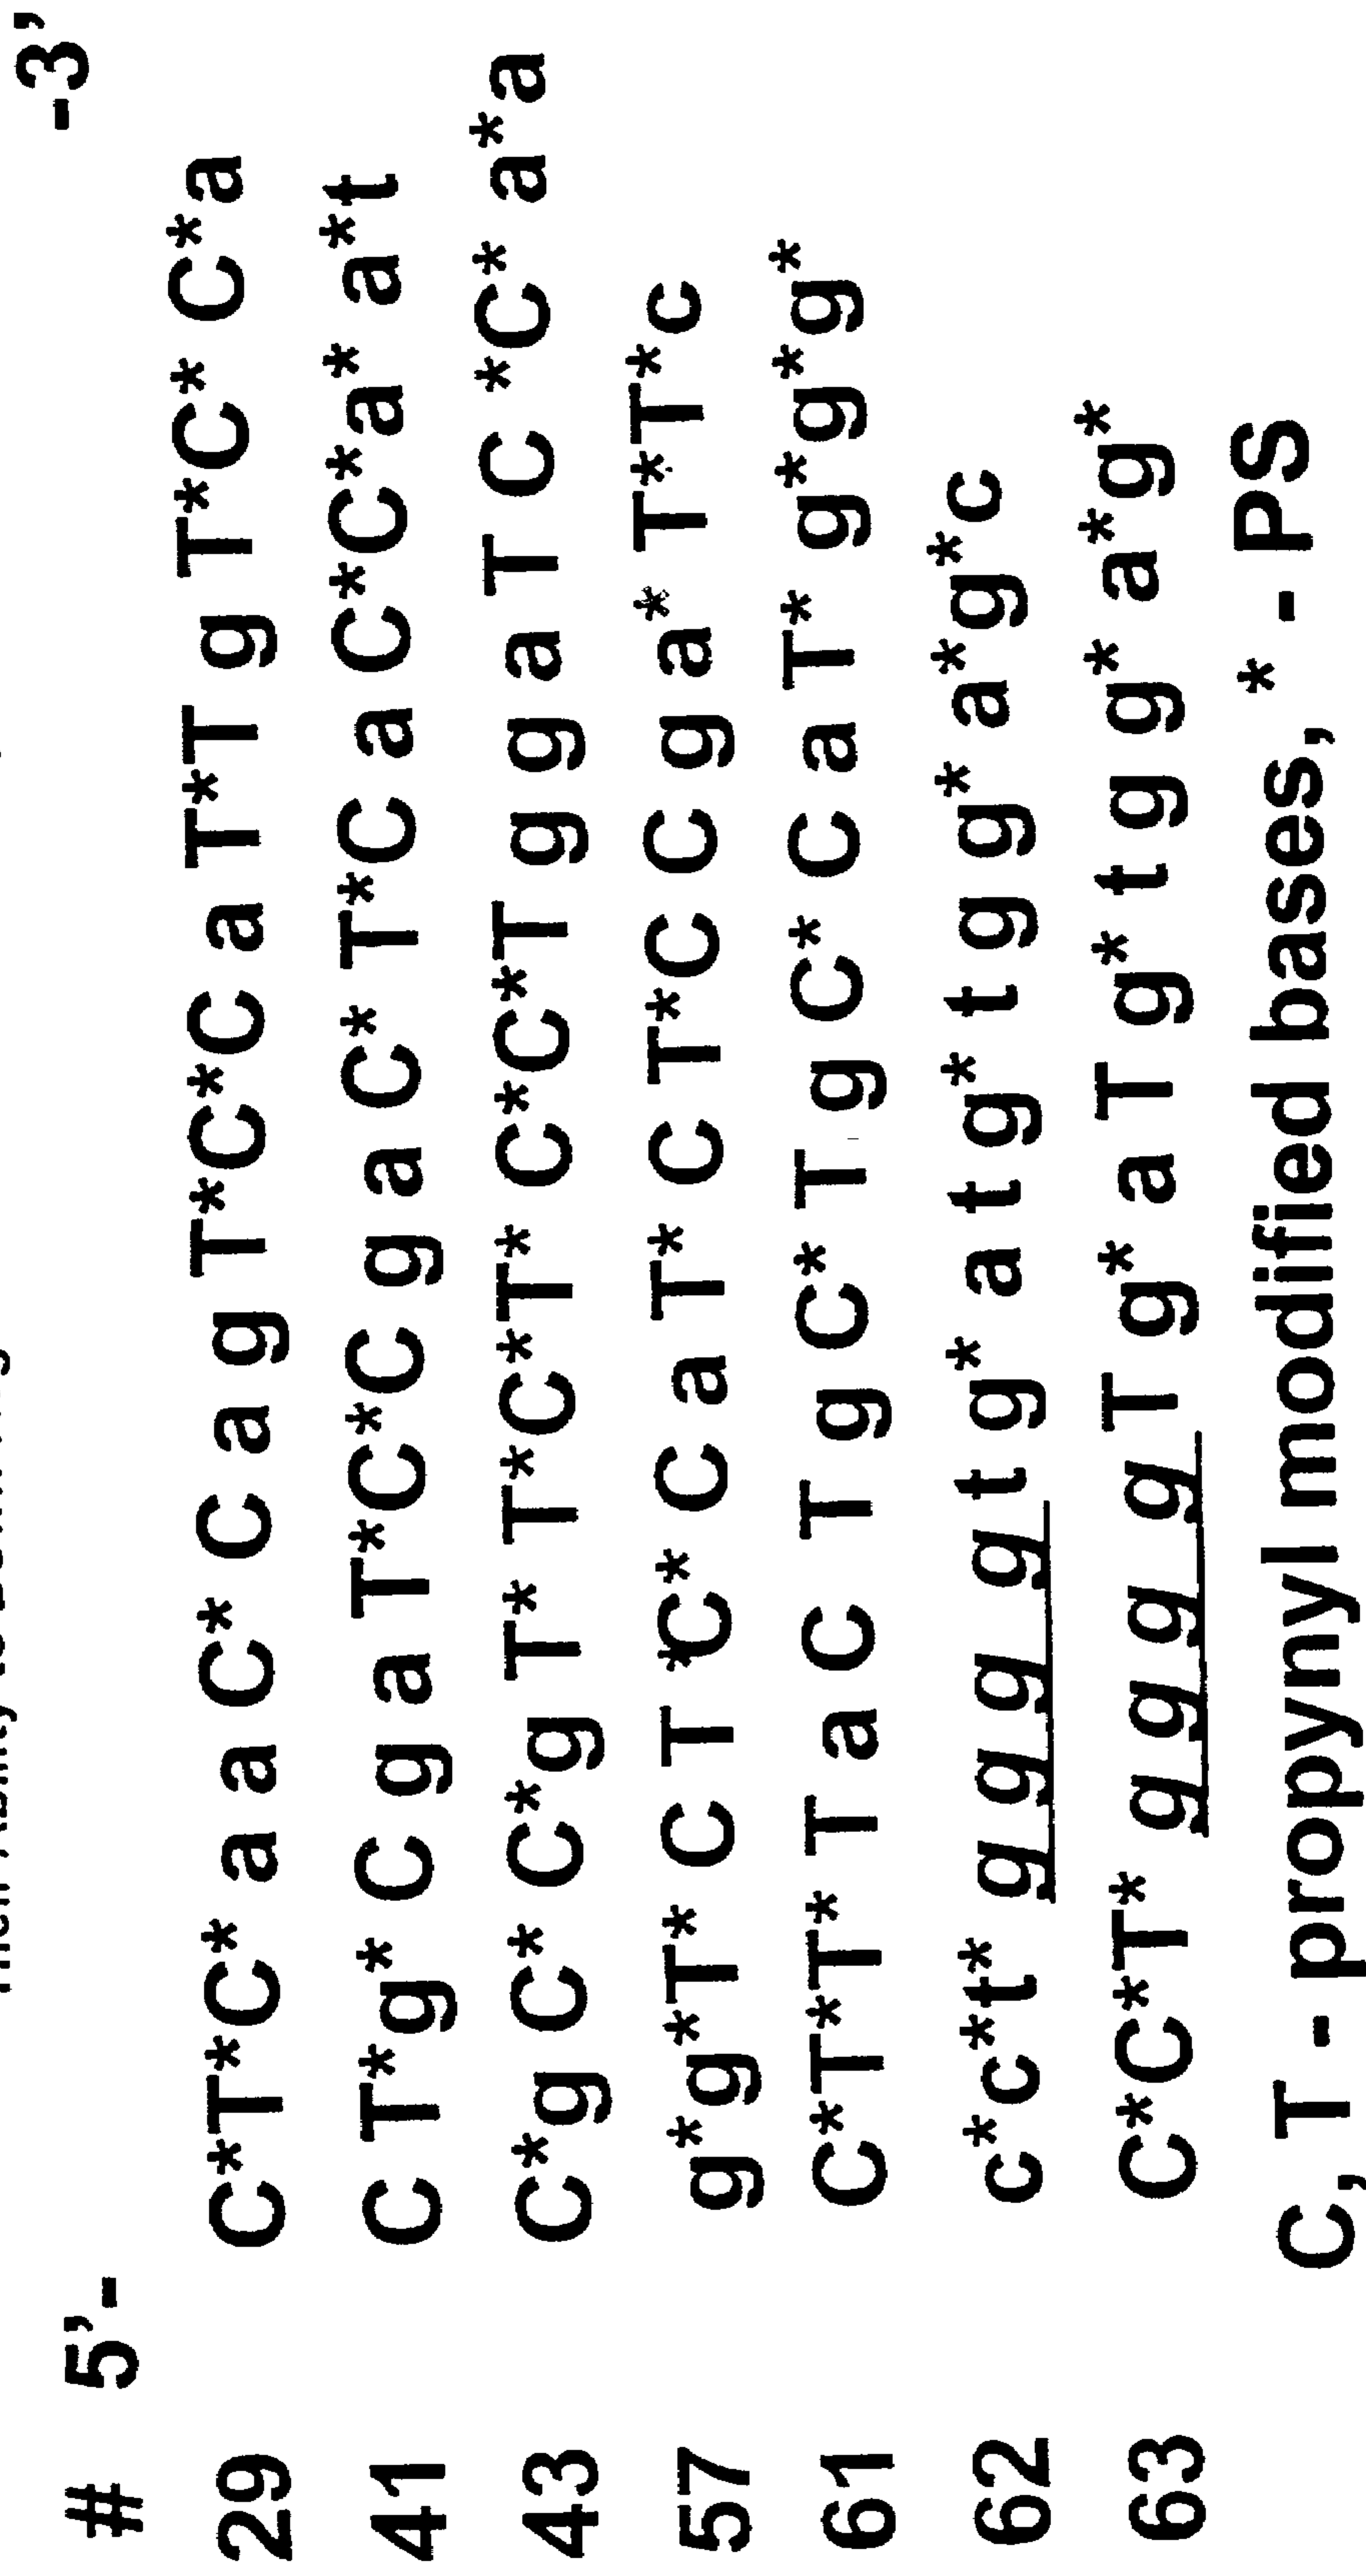 # 5'- -3'
29 C*T*C* a a C* C a g T*C*C a T*T g T*C* C*a
41 C T*g* C g a T*C*C g a C* T*C a C*C*a* a*t
43 C*g C* C*g T* T*C*T* C*C*T g g a T C *C* a*a
57 g*g*T* C T*C* C a T* C T*C C g a* T*T*c
61 C*T*T* T a C T g C* T g C* C a T* g*g*g*
62 c*c*t* g g g g t g* a t g* t g g* a*g*c
63 C*C*T* g g g g T g* a T g* t g g* a*g*
C, T - propynyl modified bases, * - PS